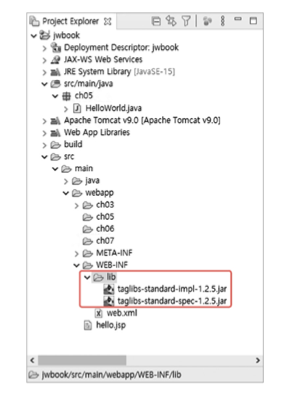 Project Explorer
jwbook
Deployment Descriptor: jwbook
JAX-WS Web Services
JRE System Library [JavaSE-15]
src/main/java
ch05
HelloWorld.java
Apache Tomcat v9.0 [Apache Tomcat v9.0]
Web App Libraries
build
src
main
java
webapp
ch03
ch05
ch06
ch07
META-INF
WEB-INF
lib
taglibs-standard-impl-1.2.5.jar
taglibs-standard-spec-1.2.5.jar
web.xml
hello.jsp
jwbook/src/main/webapp/WEB-INF/lib